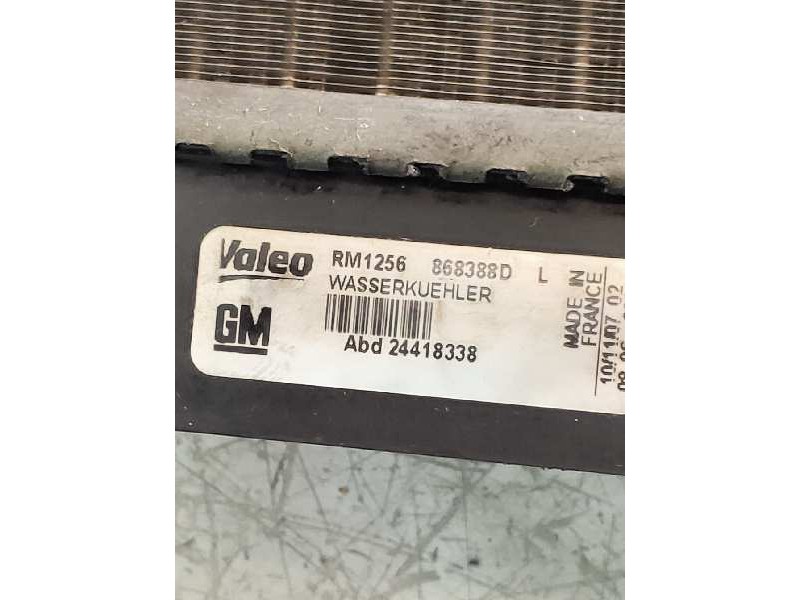 Valeo RM1256 868388D L
WASSERKUEHLER
GM
Abd 24418338
MADE IN
FRANCE
10/11/07 02